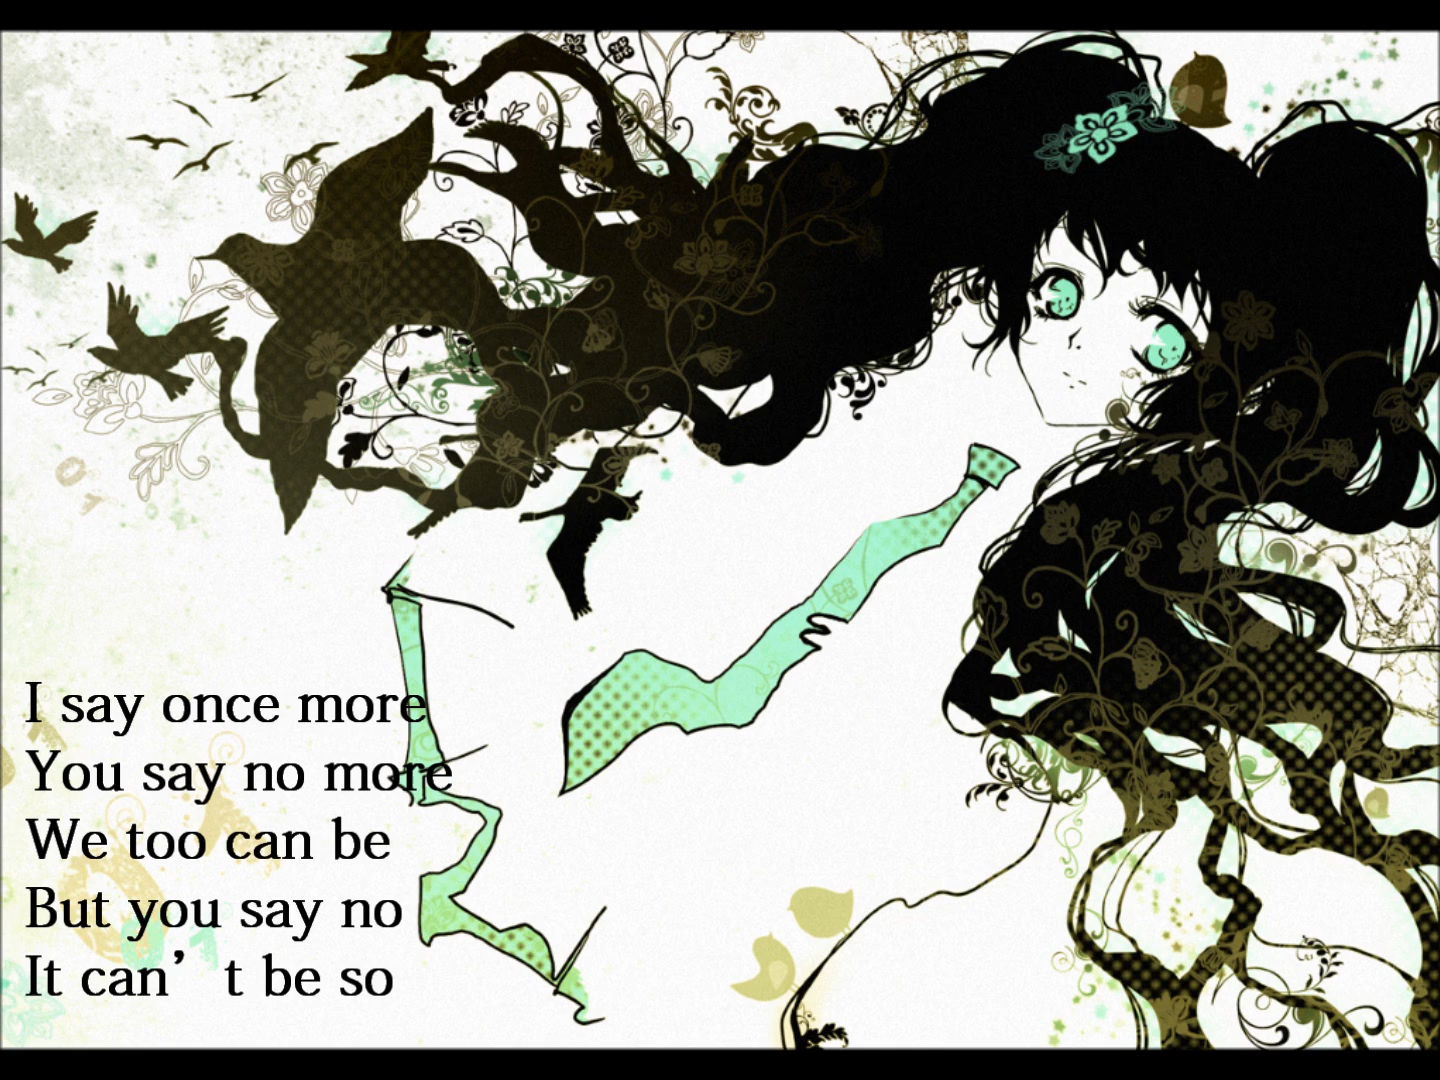 I say once more
You say no more
We too can be
But you say no
It can’t be so